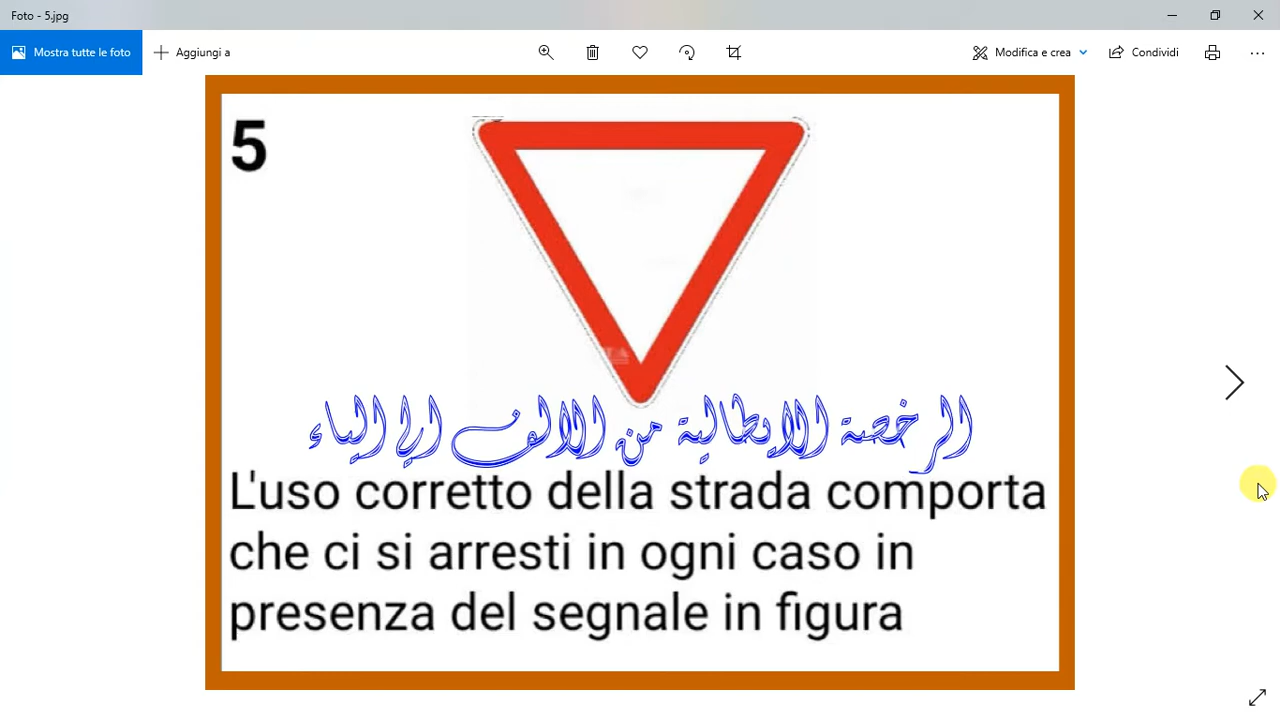 Foto - 5.jpg
Mostra tutte le foto
Aggiungi a
Modifica e crea
Condividi
5
الرخصة الايطالية من الالف الي الياء
L'uso corretto della strada comporta
che ci si arresti in ogni caso in
presenza del segnale in figura